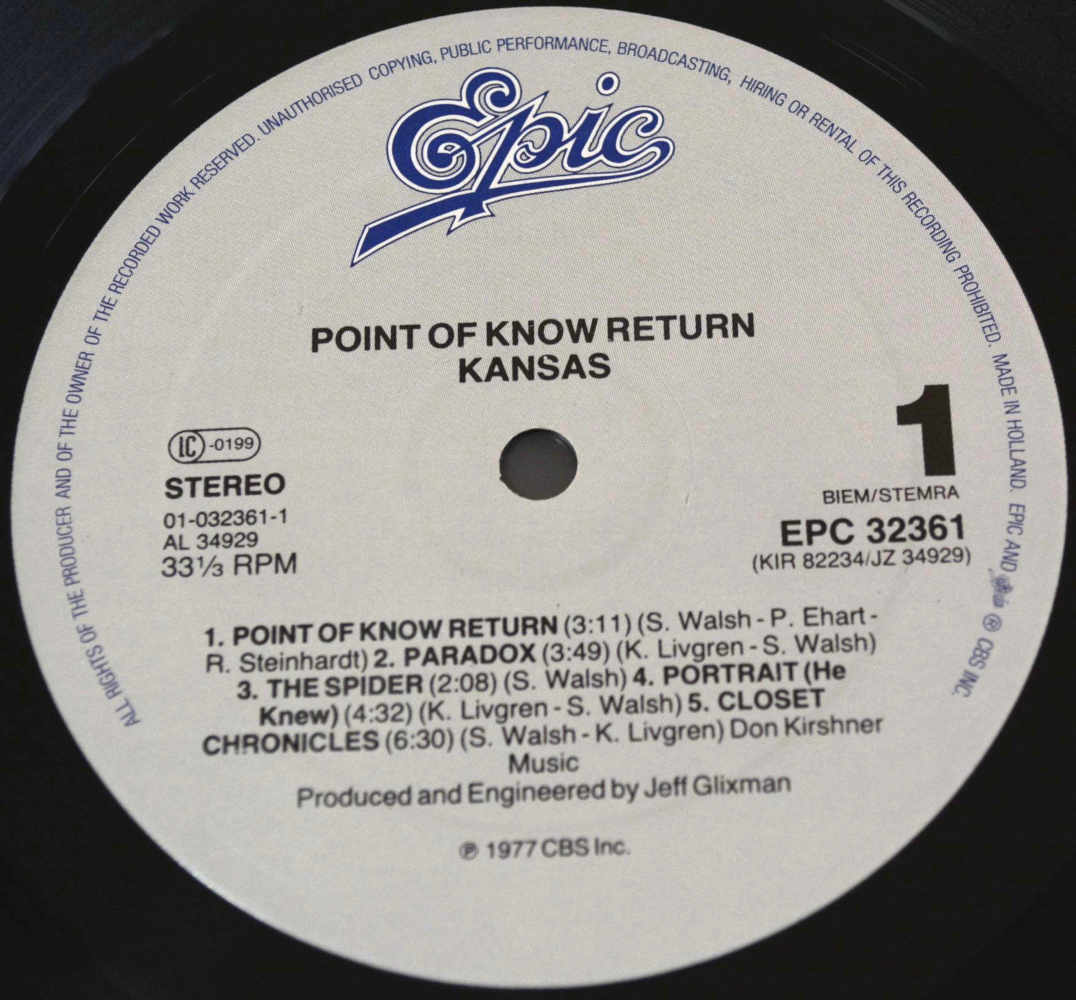 ALL RIGHTS OF THE PRODUCER AND OF THE OWNER OF THE RECORDED WORK RESERVED. UNAUTHORISED COPYING, PUBLIC PERFORMANCE, BROADCASTING, HIRING OR RENTAL OF THIS RECORDING PROHIBITED. MADE IN HOLLAND. EPIC AND Epic ® CBS INC.
Epic
POINT OF KNOW RETURN
KANSAS
LC -0199
STEREO
01-032361-1
AL 34929
33⅓ RPM
1
BIEM/STEMRA
EPC 32361
(KIR 82234/JZ 34929)
1. POINT OF KNOW RETURN (3:11) (S. Walsh - P. Ehart -
R. Steinhardt) 2. PARADOX (3:49) (K. Livgren - S. Walsh)
3. THE SPIDER (2:08) (S. Walsh) 4. PORTRAIT (He
Knew) (4:32) (K. Livgren - S. Walsh) 5. CLOSET
CHRONICLES (6:30) (S. Walsh - K. Livgren) Don Kirshner
Music
Produced and Engineered by Jeff Glixman
℗ 1977 CBS Inc.